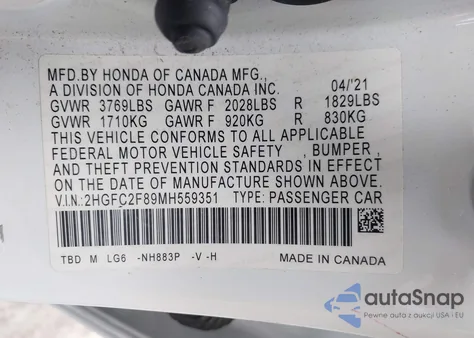 MFD.BY HONDA OF CANADA MFG.,
A DIVISION OF HONDA CANADA INC. 04/'21
GVWR 3769LBS GAWR F 2028LBS R 1829LBS
GVWR 1710KG GAWR F 920KG R 830KG
THIS VEHICLE CONFORMS TO ALL APPLICABLE
FEDERAL MOTOR VEHICLE SAFETY , BUMPER ,
AND THEFT PREVENTION STANDARDS IN EFFECT
ON THE DATE OF MANUFACTURE SHOWN ABOVE.
V.I.N.:2HGFC2F89MH559351 TYPE: PASSENGER CAR
TBD M LG6 -NH883P -V -H MADE IN CANADA
autoSnap
Pewne auta z aukcji USA i EU